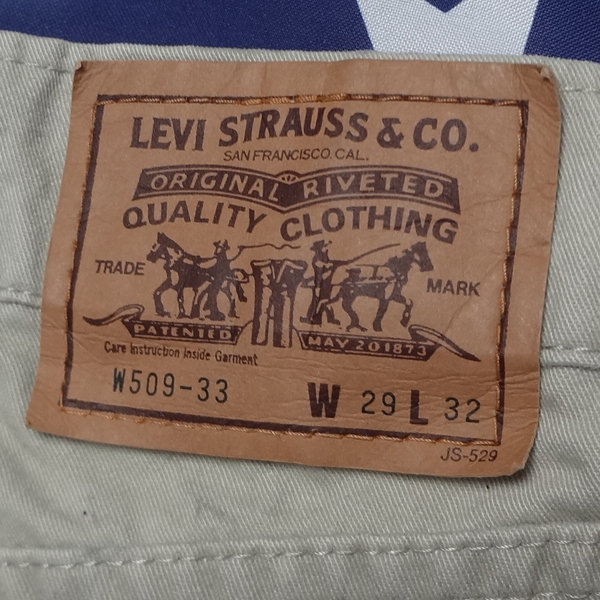 LEVI STRAUSS & CO.
SAN FRANCISCO, CAL.
ORIGINAL RIVETED
QUALITY CLOTHING
TRADE MARK
PATENTED MAY 20 1873
Care Instruction Inside Garment
W509-33 W 29 L 32
JS-529